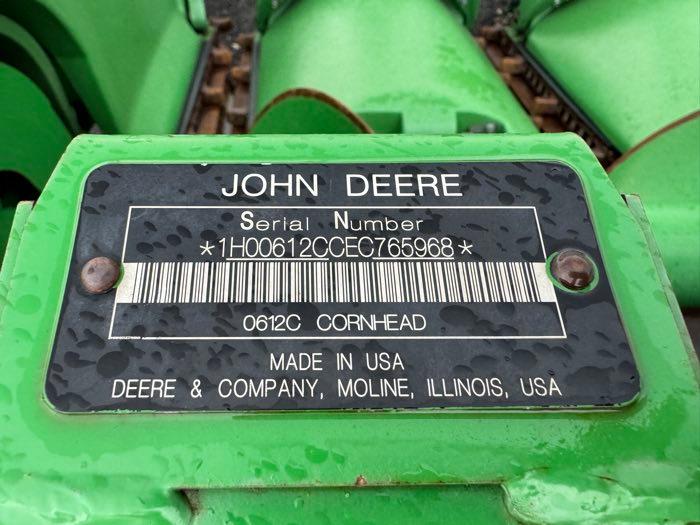 JOHN DEERE
Serial Number
*1H00612CCEC765968*
0612C CORNHEAD
MADE IN USA
DEERE & COMPANY, MOLINE, ILLINOIS, USA